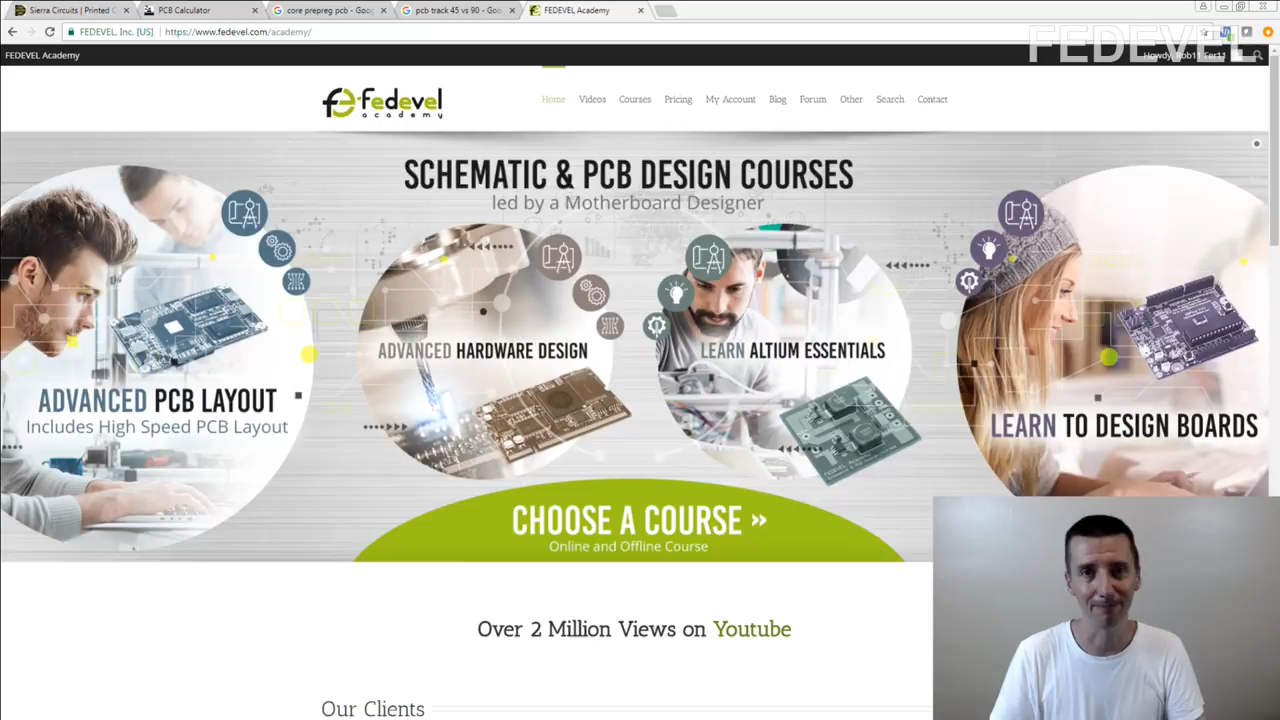 Sierra Circuits | Printed C
PCB Calculator
core prepreg pcb - Goo
pcb track 45 vs 90 - Goo
FEDEVEL Academy
FEDEVEL, Inc. [US]
https://www.fedevel.com/academy/
FEDEVEL
FEDEVEL Academy
Howdy, Rob11 Fer11
fedevel
academy
Home
Videos
Courses
Pricing
My Account
Blog
Forum
Other
Search
Contact
SCHEMATIC & PCB DESIGN COURSES
led by a Motherboard Designer
ADVANCED HARDWARE DESIGN
LEARN ALTIUM ESSENTIALS
ADVANCED PCB LAYOUT
Includes High Speed PCB Layout
LEARN TO DESIGN BOARDS
CHOOSE A COURSE »
Online and Offline Course
Over 2 Million Views on Youtube
Our Clients